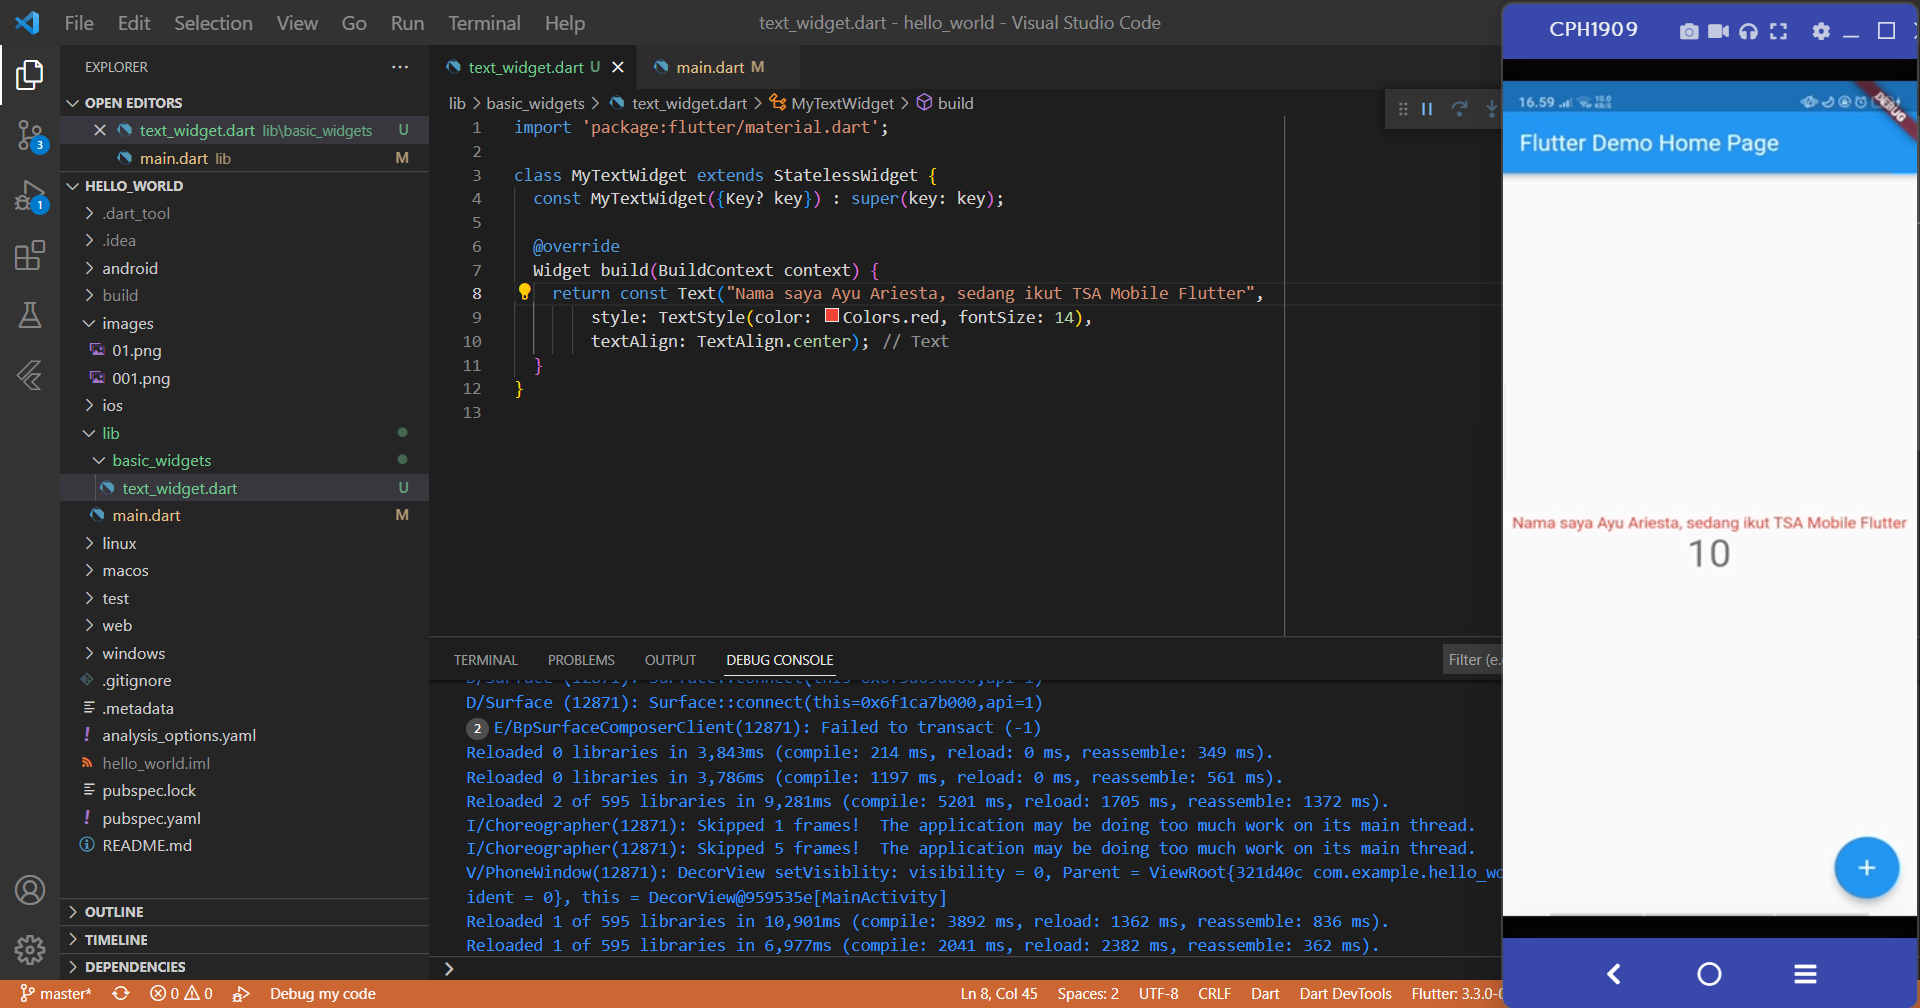 File Edit Selection View Go Run Terminal Help
text_widget.dart - hello_world - Visual Studio Code
EXPLORER
OPEN EDITORS
text_widget.dart lib\basic_widgets U
main.dart lib M
HELLO_WORLD
.dart_tool
.idea
android
build
images
01.png
001.png
ios
lib
basic_widgets
text_widget.dart U
main.dart M
linux
macos
test
web
windows
.gitignore
.metadata
analysis_options.yaml
hello_world.iml
pubspec.lock
pubspec.yaml
README.md
OUTLINE
TIMELINE
DEPENDENCIES
3
1
text_widget.dart U
main.dart M
lib > basic_widgets > text_widget.dart > MyTextWidget > build
1 import 'package:flutter/material.dart';
2
3 class MyTextWidget extends StatelessWidget {
4 const MyTextWidget({Key? key}) : super(key: key);
5
6 @override
7 Widget build(BuildContext context) {
8 return const Text("Nama saya Ayu Ariesta, sedang ikut TSA Mobile Flutter",
9 style: TextStyle(color: Colors.red, fontSize: 14),
10 textAlign: TextAlign.center); // Text
11 }
12 }
13
TERMINAL PROBLEMS OUTPUT DEBUG CONSOLE
Filter (e.
D/Surface (12871): Surface::connect(this=0x6f1ca7b000,api=1)
2 E/BpSurfaceComposerClient(12871): Failed to transact (-1)
Reloaded 0 libraries in 3,843ms (compile: 214 ms, reload: 0 ms, reassemble: 349 ms).
Reloaded 0 libraries in 3,786ms (compile: 1197 ms, reload: 0 ms, reassemble: 561 ms).
Reloaded 2 of 595 libraries in 9,281ms (compile: 5201 ms, reload: 1705 ms, reassemble: 1372 ms).
I/Choreographer(12871): Skipped 1 frames!  The application may be doing too much work on its main thread.
I/Choreographer(12871): Skipped 5 frames!  The application may be doing too much work on its main thread.
V/PhoneWindow(12871): DecorView setVisiblity: visibility = 0, Parent = ViewRoot{321d40c com.example.hello_wo
ident = 0}, this = DecorView@959535e[MainActivity]
Reloaded 1 of 595 libraries in 10,901ms (compile: 3892 ms, reload: 1362 ms, reassemble: 836 ms).
Reloaded 1 of 595 libraries in 6,977ms (compile: 2041 ms, reload: 2382 ms, reassemble: 362 ms).
master* 0 0 Debug my code
Ln 8, Col 45 Spaces: 2 UTF-8 CRLF Dart Dart DevTools Flutter: 3.3.0-0
CPH1909
16.59
10.0 KB/S
DEBUG
Flutter Demo Home Page
Nama saya Ayu Ariesta, sedang ikut TSA Mobile Flutter
10